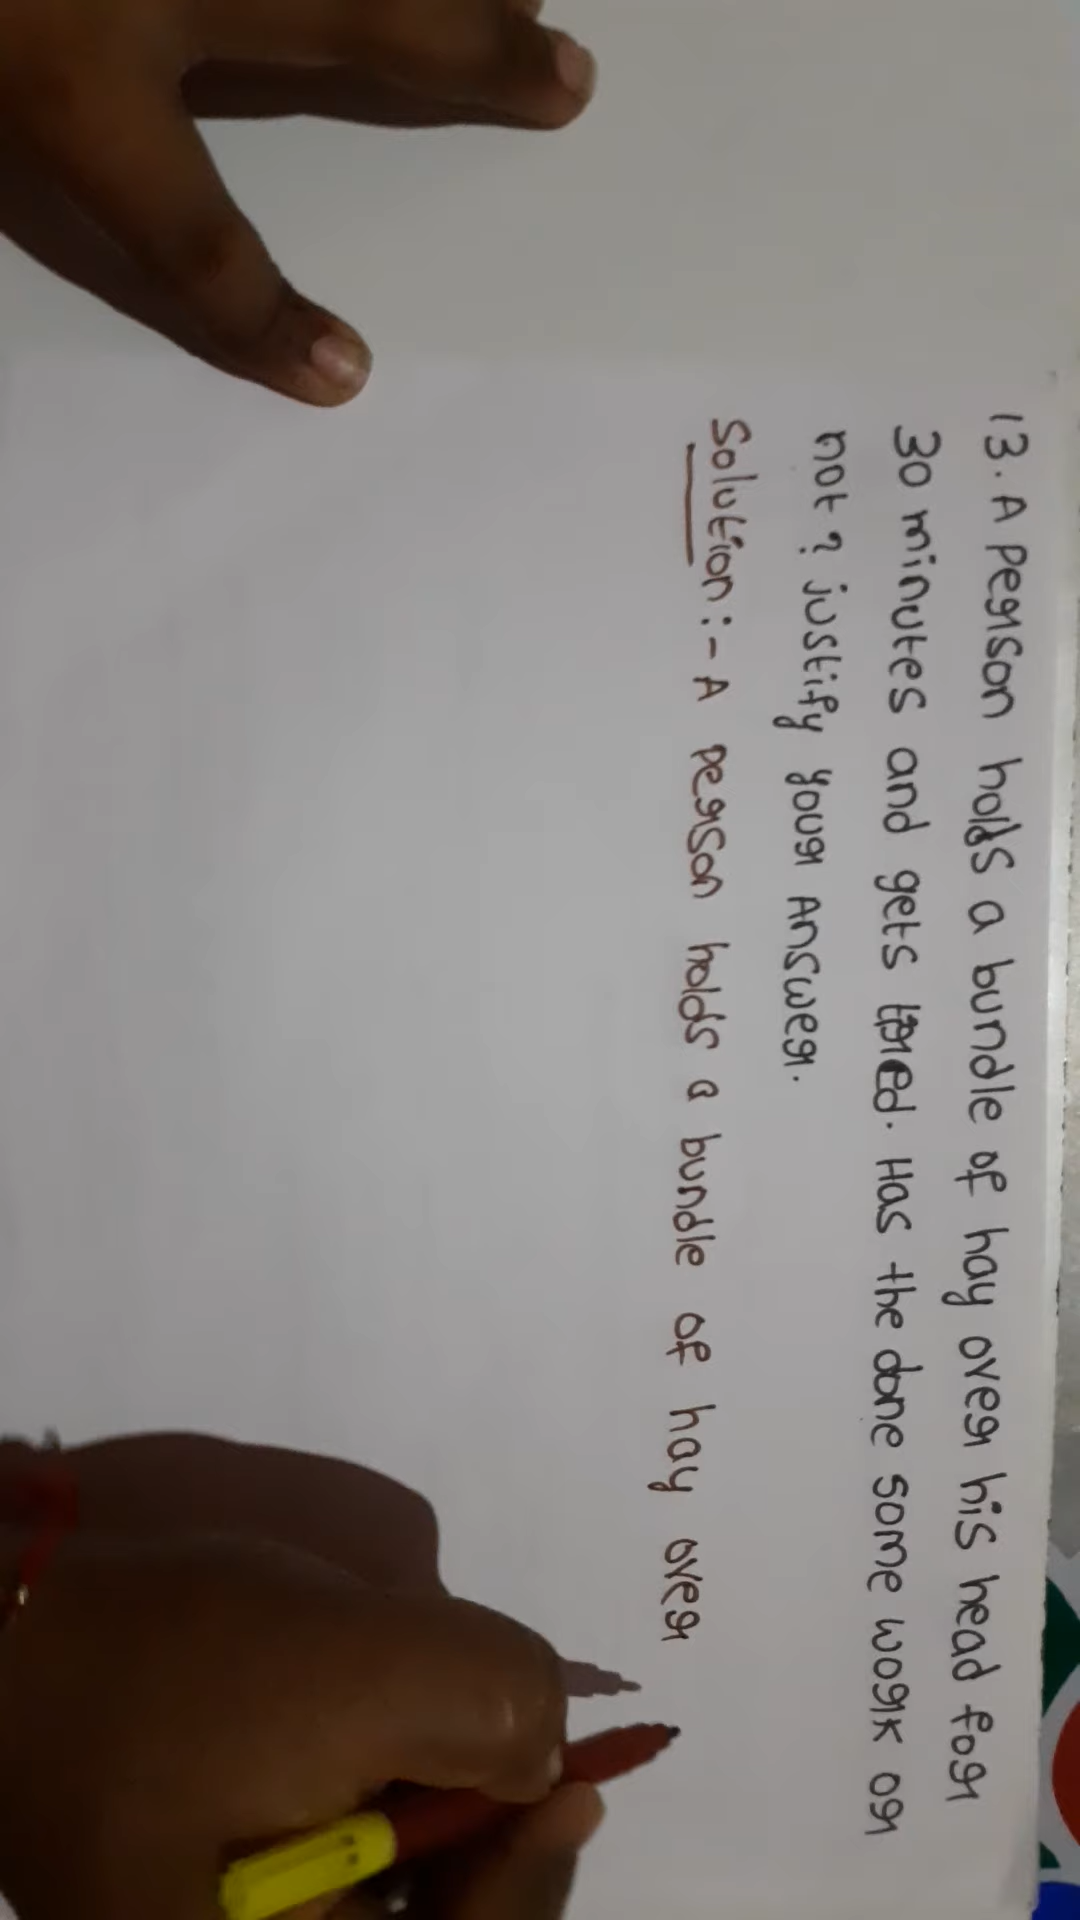 13. A Person holds a bundle of hay over his head for
30 minutes and gets tired. Has the done some work or
not ? justify your Answer.
Solution :- A person holds a bundle of hay over